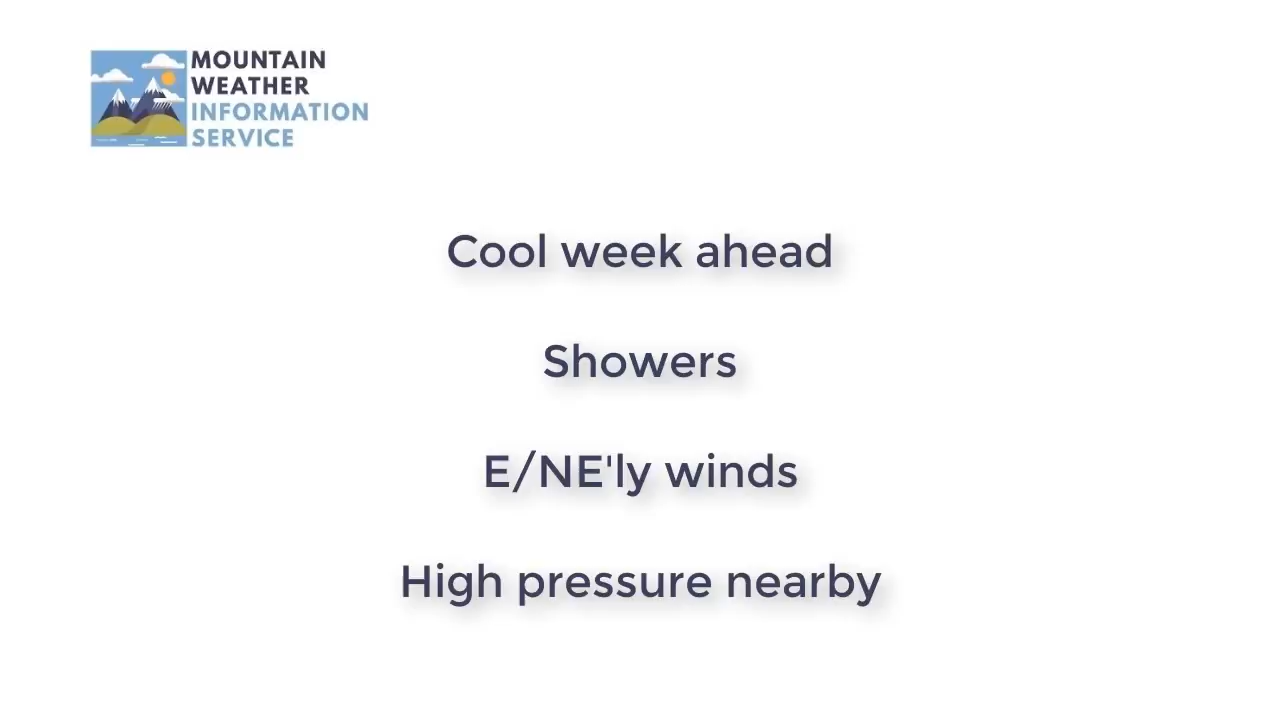 MOUNTAIN
WEATHER
INFORMATION
SERVICE
Cool week ahead
Showers
E/NE'ly winds
High pressure nearby